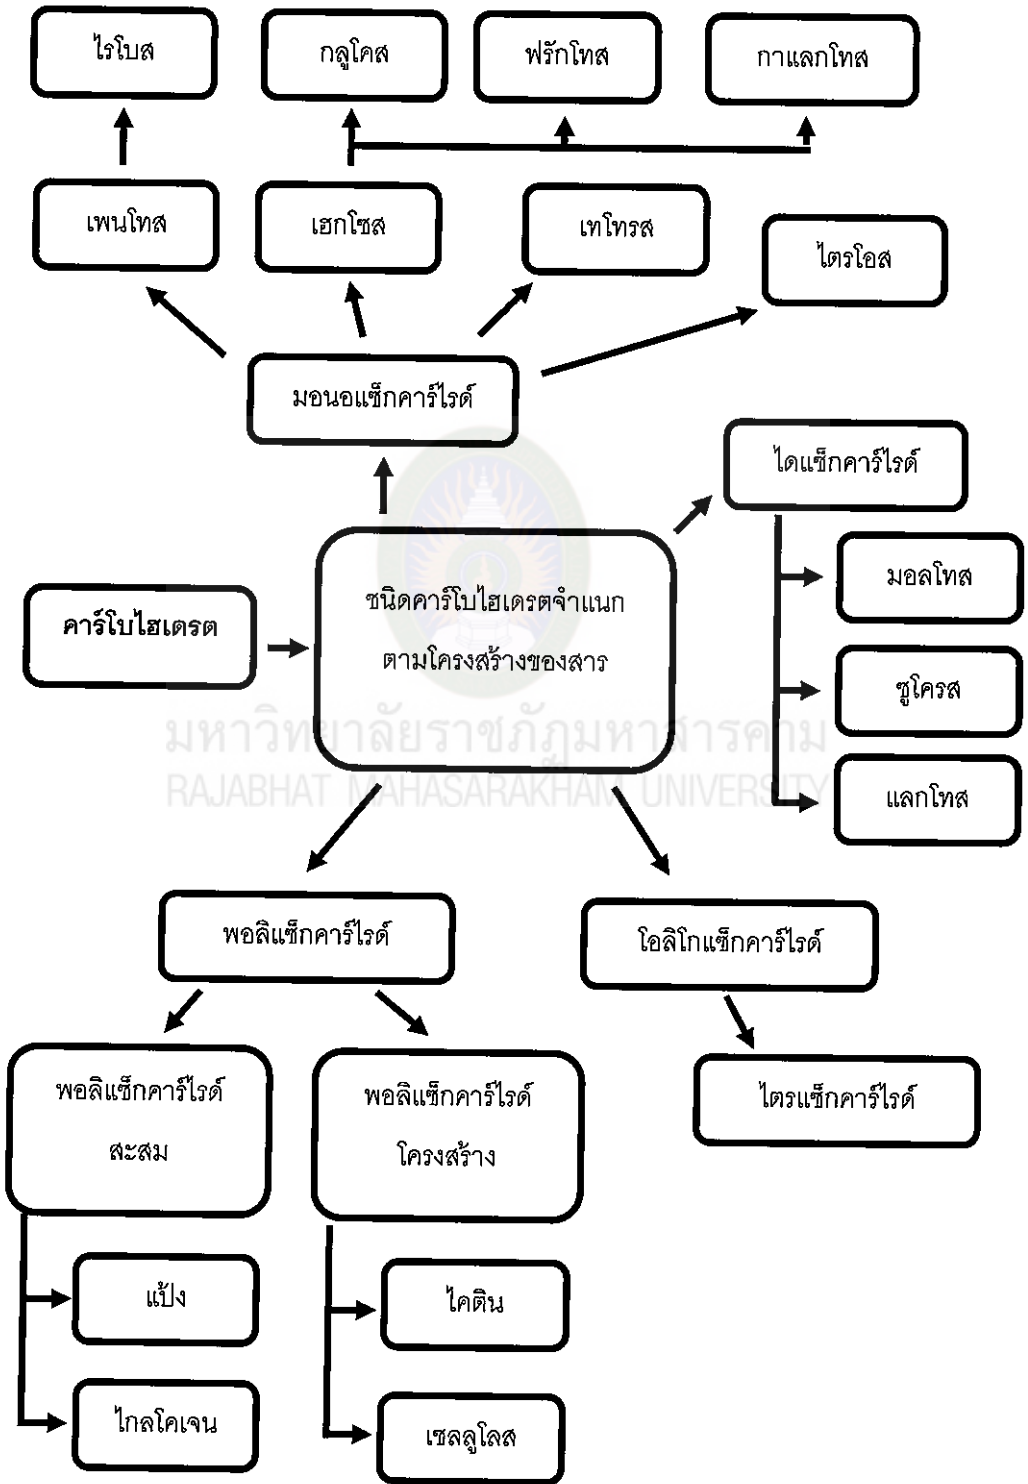 ไรโบส
กลูโคส
ฟรักโทส
กาแลกโทส
เพนโทส
เฮกโซส
เทโทรส
ไตรโอส
มอนอแซ็กคาร์ไรด์
ไดแซ็กคาร์ไรด์
มอลโทส
ซูโครส
แลกโทส
คาร์โบไฮเดรต
ชนิดคาร์โบไฮเดรตจำแนก
ตามโครงสร้างของสาร
มหาวิทยาลัยราชภัฏมหาสารคาม
RAJABHAT MAHASARAKHAM UNIVERSITY
พอลิแซ็กคาร์ไรด์
โอลิโกแซ็กคาร์ไรด์
พอลิแซ็กคาร์ไรด์
สะสม
พอลิแซ็กคาร์ไรด์
โครงสร้าง
ไตรแซ็กคาร์ไรด์
แป้ง
ไกลโคเจน
ไคติน
เซลลูโลส